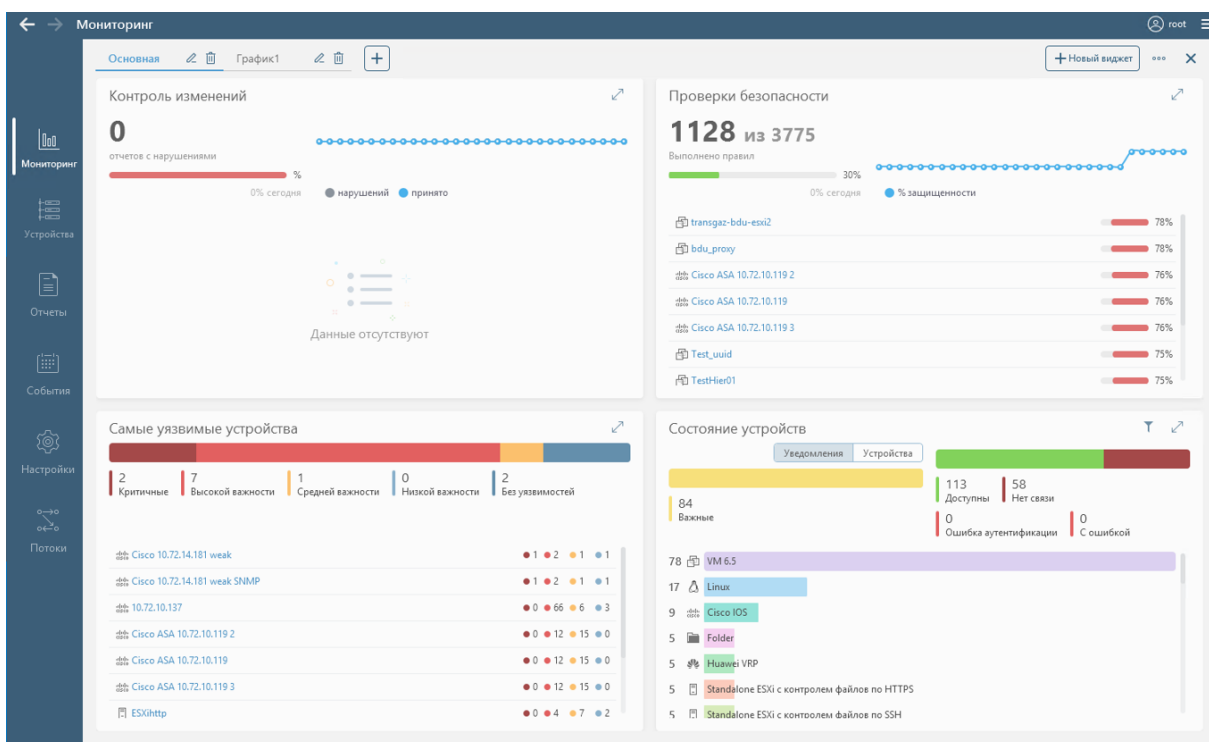 Мониторинг
root
Основная
График1
Новый виджет
Контроль изменений
0
отчетов с нарушениями
%
0% сегодня
нарушений
принято
Данные отсутствуют
Проверки безопасности
1128 из 3775
Выполнено правил
30%
0% сегодня
% защищенности
transgaz-bdu-esxi2 78%
bdu_proxy 78%
Cisco ASA 10.72.10.119 2 76%
Cisco ASA 10.72.10.119 76%
Cisco ASA 10.72.10.119 3 76%
Test_uuid 75%
TestHier01 75%
Мониторинг
Устройства
Отчеты
События
Настройки
Потоки
Самые уязвимые устройства
2 7 1 0 2
Критичные Высокой важности Средней важности Низкой важности Без уязвимостей
Cisco 10.72.14.181 weak 1 2 1 1
Cisco 10.72.14.181 weak SNMP 1 2 1 1
10.72.10.137 0 66 6 3
Cisco ASA 10.72.10.119 2 0 12 15 0
Cisco ASA 10.72.10.119 0 12 15 0
Cisco ASA 10.72.10.119 3 0 12 15 0
ESXihttp 0 4 7 2
Состояние устройств
Уведомления Устройства
84
Важные
113 58
Доступны Нет связи
0 0
Ошибка аутентификации С ошибкой
78 VM 6.5
17 Linux
9 Cisco IOS
5 Folder
5 Huawei VRP
5 Standalone ESXi с контролем файлов по HTTPS
5 Standalone ESXi с контролем файлов по SSH